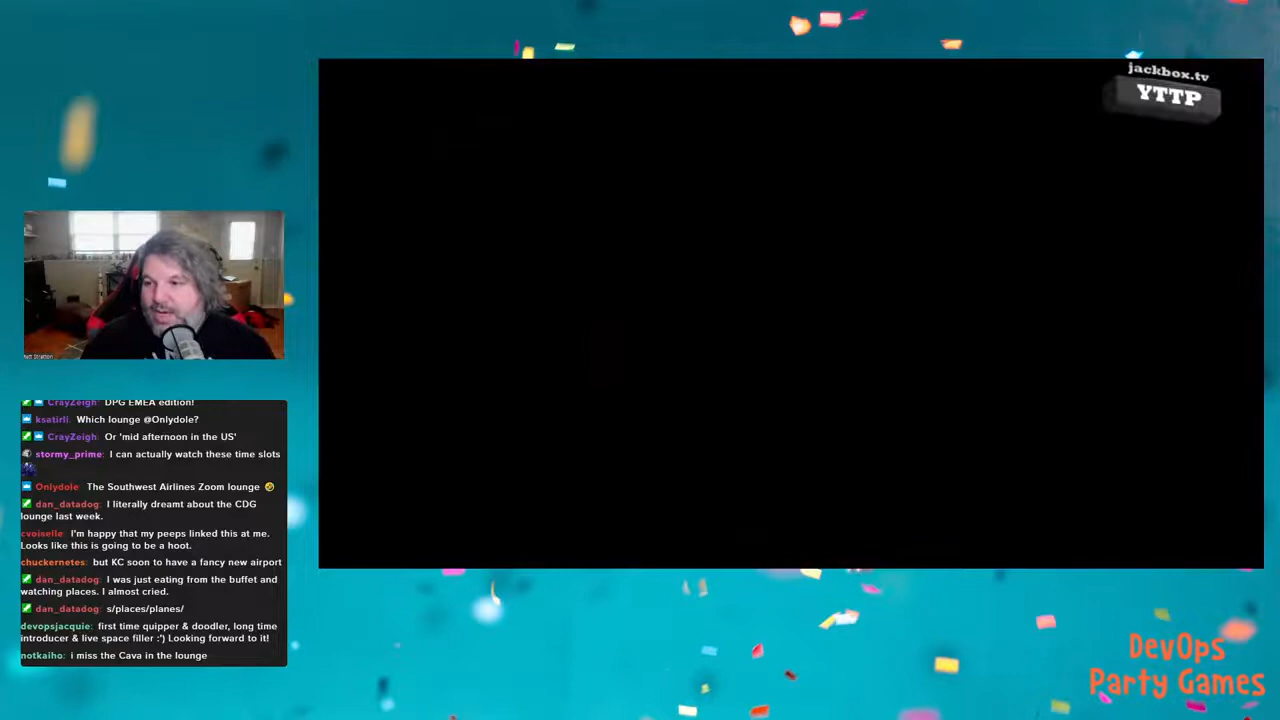 jackbox.tv
YTTP
Matt Stratton
CrayZeigh: DPG EMEA edition!
ksatirli: Which lounge @Onlydole?
CrayZeigh: Or 'mid afternoon in the US'
stormy_prime: I can actually watch these time slots
Onlydole: The Southwest Airlines Zoom lounge 🤣
dan_datadog: I literally dreamt about the CDG
lounge last week.
cvoiselle: I'm happy that my peeps linked this at me.
Looks like this is going to be a hoot.
chuckernetes: but KC soon to have a fancy new airport
dan_datadog: I was just eating from the buffet and
watching places. I almost cried.
dan_datadog: s/places/planes/
devopsjacquie: first time quipper & doodler, long time
introducer & live space filler :') Looking forward to it!
notkaiho: i miss the Cava in the lounge
DevOps
Party Games